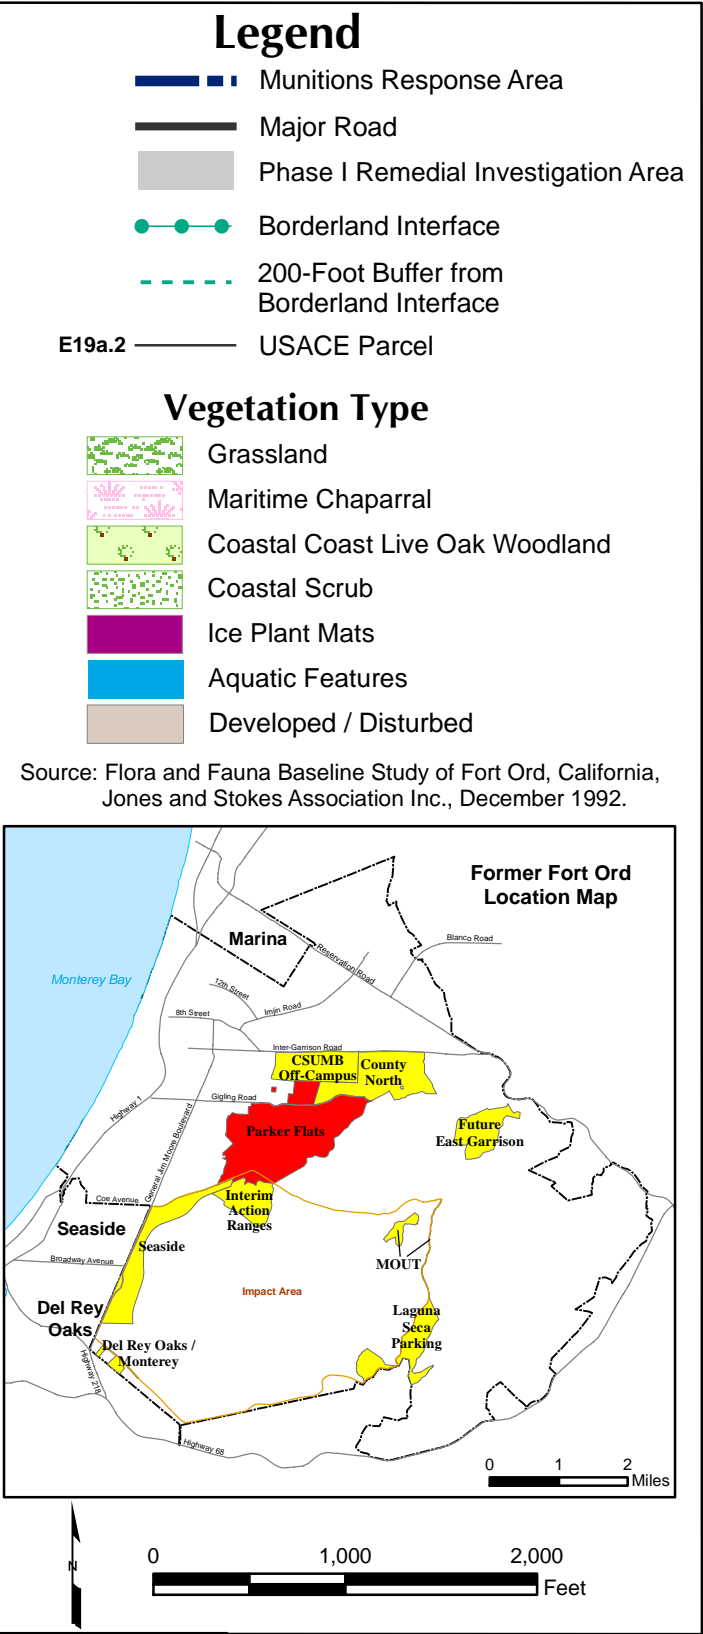 Legend
Munitions Response Area
Major Road
Phase I Remedial Investigation Area
Borderland Interface
200-Foot Buffer from
Borderland Interface
E19a.2 USACE Parcel
Vegetation Type
Grassland
Maritime Chaparral
Coastal Coast Live Oak Woodland
Coastal Scrub
Ice Plant Mats
Aquatic Features
Developed / Disturbed
Source: Flora and Fauna Baseline Study of Fort Ord, California,
Jones and Stokes Association Inc., December 1992.
Former Fort Ord
Location Map
Marina
Blanco Road
Reservation Road
Monterey Bay
12th Street
Imjin Road
8th Street
Inter-Garrison Road
CSUMB
Off-Campus
County
North
Gigling Road
Highway 1
General Jim Moore Boulevard
Parker Flats
Future
East Garrison
Coe Avenue
Interim
Action
Ranges
Seaside
Seaside
Broadway Avenue
MOUT
Impact Area
Del Rey
Oaks
Laguna
Seca
Parking
Del Rey Oaks /
Monterey
Highway 218
Highway 68
0 1 2
Miles
N
0 1,000 2,000
Feet